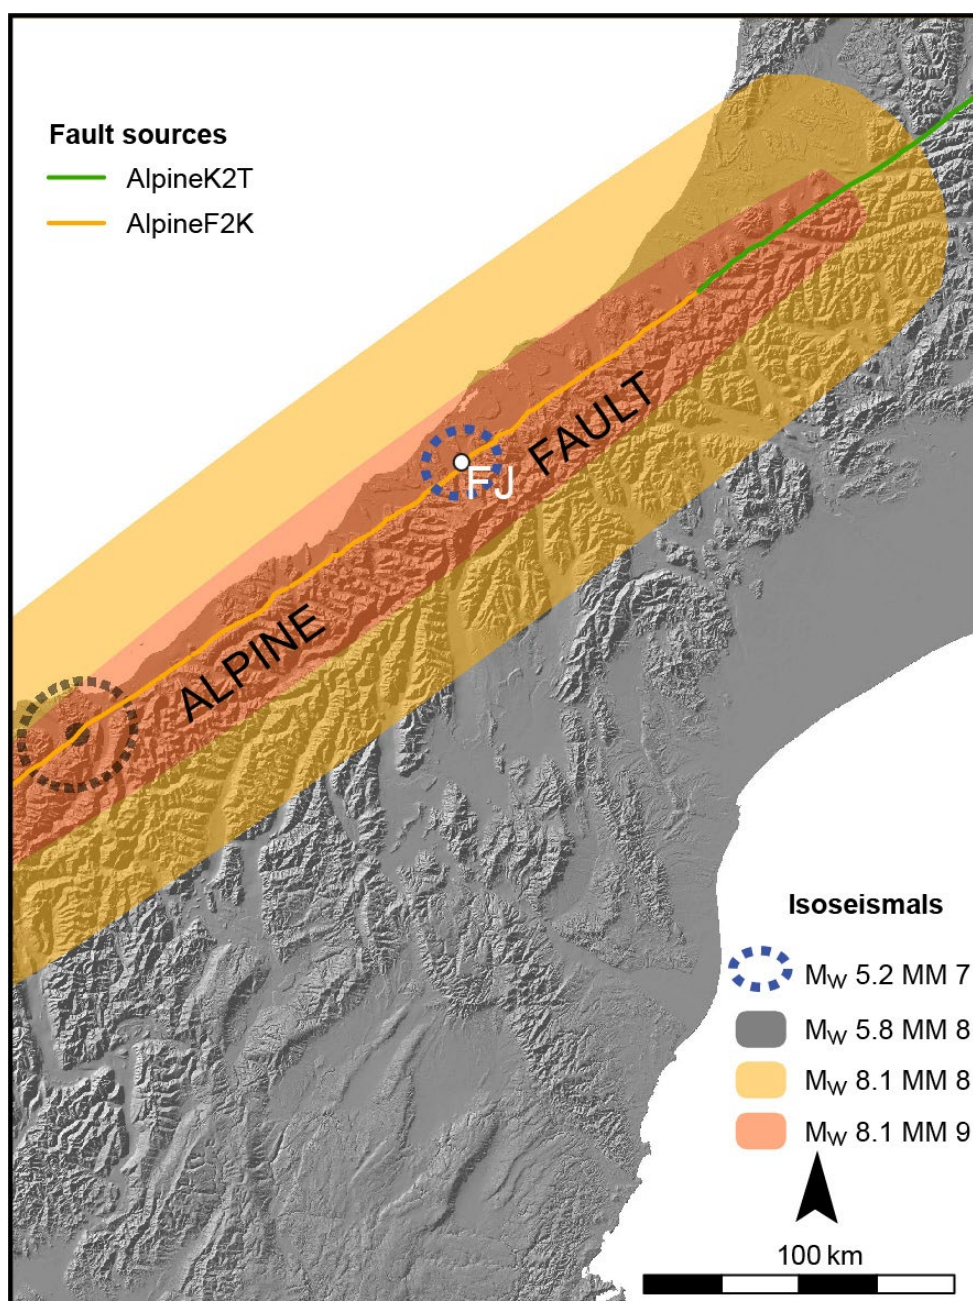 Fault sources
AlpineK2T
AlpineF2K
FAULT
FJ
ALPINE
Isoseismals
MW 5.2 MM 7
MW 5.8 MM 8
MW 8.1 MM 8
MW 8.1 MM 9
100 km